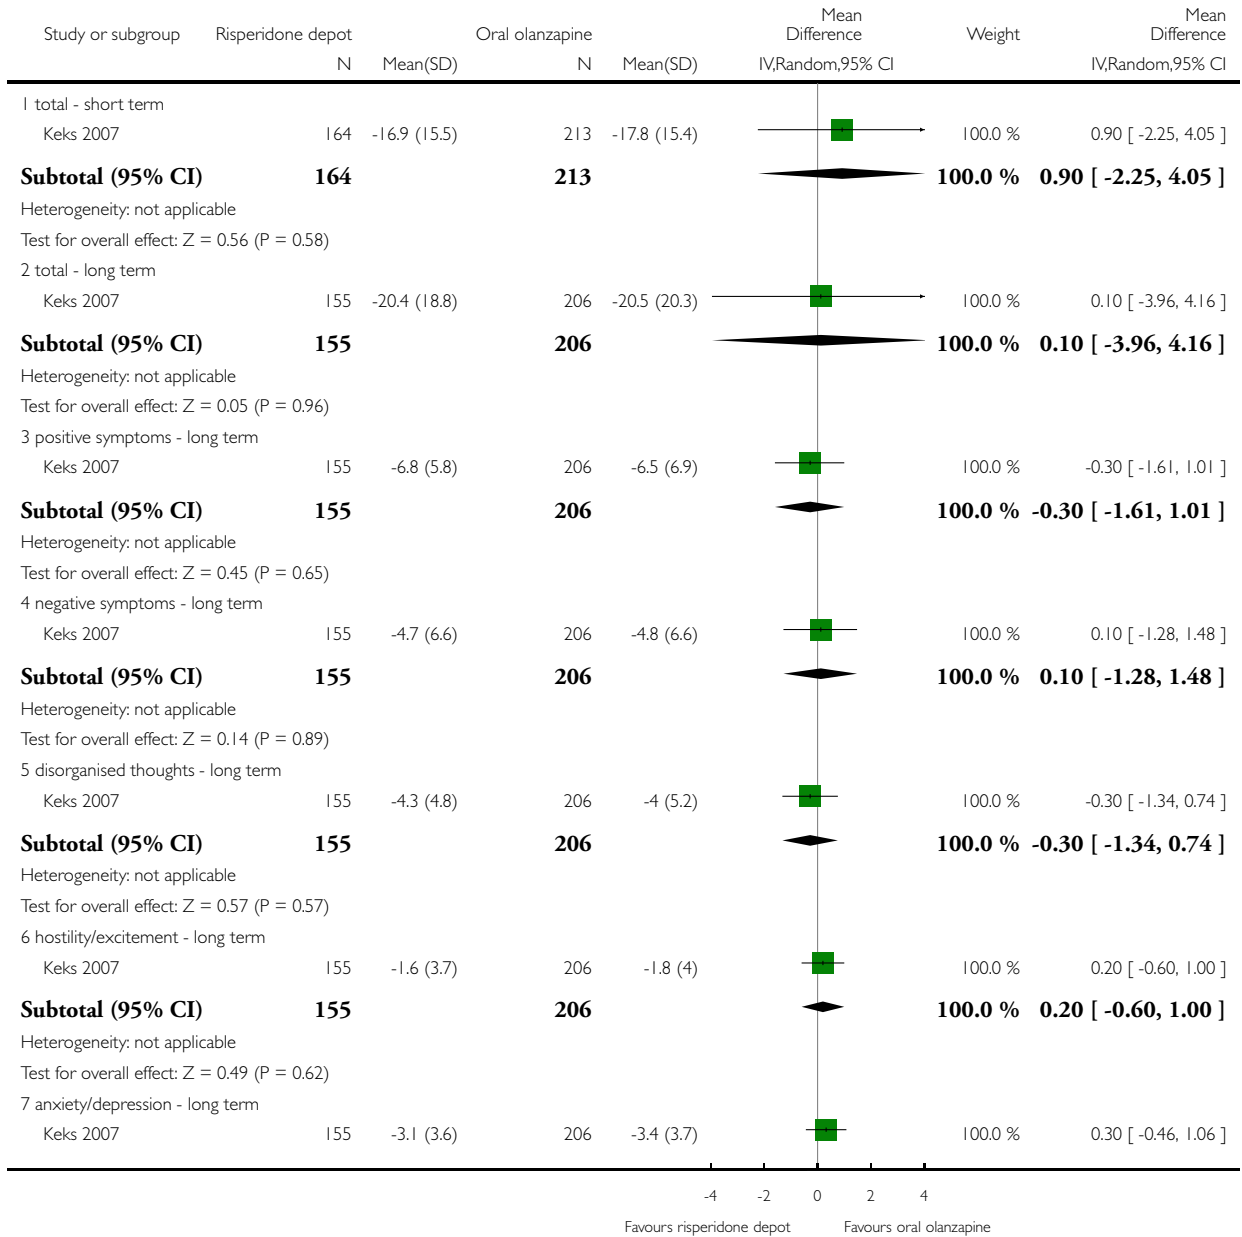 Study or subgroup Risperidone depot Oral olanzapine Mean Difference Weight Mean Difference
N Mean(SD) N Mean(SD) IV,Random,95% CI IV,Random,95% CI
1 total - short term
Keks 2007 164 -16.9 (15.5) 213 -17.8 (15.4) 100.0 % 0.90 [ -2.25, 4.05 ]
Subtotal (95% CI) 164 213 100.0 % 0.90 [ -2.25, 4.05 ]
Heterogeneity: not applicable
Test for overall effect: Z = 0.56 (P = 0.58)
2 total - long term
Keks 2007 155 -20.4 (18.8) 206 -20.5 (20.3) 100.0 % 0.10 [ -3.96, 4.16 ]
Subtotal (95% CI) 155 206 100.0 % 0.10 [ -3.96, 4.16 ]
Heterogeneity: not applicable
Test for overall effect: Z = 0.05 (P = 0.96)
3 positive symptoms - long term
Keks 2007 155 -6.8 (5.8) 206 -6.5 (6.9) 100.0 % -0.30 [ -1.61, 1.01 ]
Subtotal (95% CI) 155 206 100.0 % -0.30 [ -1.61, 1.01 ]
Heterogeneity: not applicable
Test for overall effect: Z = 0.45 (P = 0.65)
4 negative symptoms - long term
Keks 2007 155 -4.7 (6.6) 206 -4.8 (6.6) 100.0 % 0.10 [ -1.28, 1.48 ]
Subtotal (95% CI) 155 206 100.0 % 0.10 [ -1.28, 1.48 ]
Heterogeneity: not applicable
Test for overall effect: Z = 0.14 (P = 0.89)
5 disorganised thoughts - long term
Keks 2007 155 -4.3 (4.8) 206 -4 (5.2) 100.0 % -0.30 [ -1.34, 0.74 ]
Subtotal (95% CI) 155 206 100.0 % -0.30 [ -1.34, 0.74 ]
Heterogeneity: not applicable
Test for overall effect: Z = 0.57 (P = 0.57)
6 hostility/excitement - long term
Keks 2007 155 -1.6 (3.7) 206 -1.8 (4) 100.0 % 0.20 [ -0.60, 1.00 ]
Subtotal (95% CI) 155 206 100.0 % 0.20 [ -0.60, 1.00 ]
Heterogeneity: not applicable
Test for overall effect: Z = 0.49 (P = 0.62)
7 anxiety/depression - long term
Keks 2007 155 -3.1 (3.6) 206 -3.4 (3.7) 100.0 % 0.30 [ -0.46, 1.06 ]
-4 -2 0 2 4
Favours risperidone depot Favours oral olanzapine